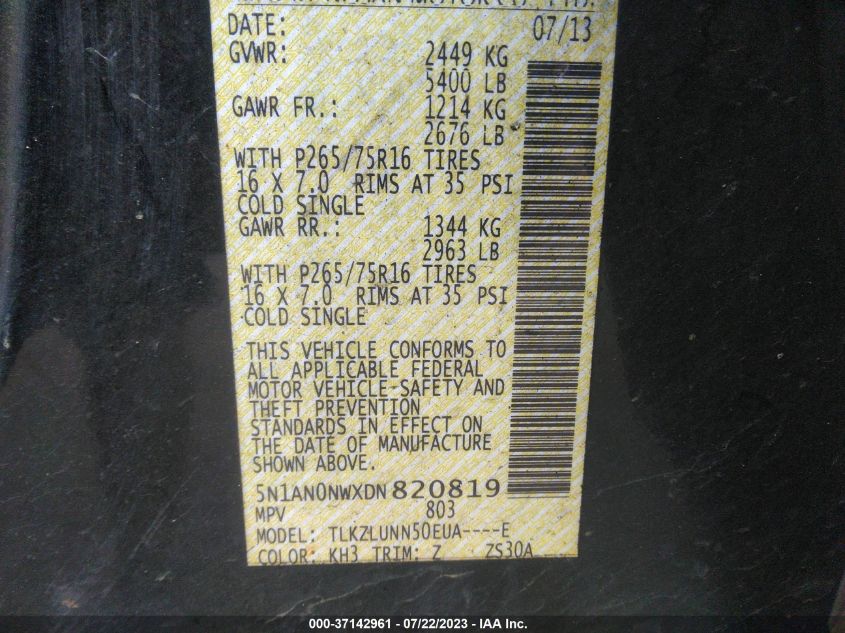 DATE: 07/13
GVWR: 2449 KG
5400 LB
GAWR FR.: 1214 KG
2676 LB
WITH P265/75R16 TIRES
16 X 7.0 RIMS AT 35 PSI
COLD SINGLE
GAWR RR.: 1344 KG
2963 LB
WITH P265/75R16 TIRES
16 X 7.0 RIMS AT 35 PSI
COLD SINGLE
THIS VEHICLE CONFORMS TO
ALL APPLICABLE FEDERAL
MOTOR VEHICLE SAFETY AND
THEFT PREVENTION
STANDARDS IN EFFECT ON
THE DATE OF MANUFACTURE
SHOWN ABOVE.
5N1AN0NWXDN 820819
MPV 803
MODEL: TLKZLUNN50EUA----E
COLOR: KH3 TRIM: Z ZS30A
000-37142961 - 07/22/2023 - IAA Inc.